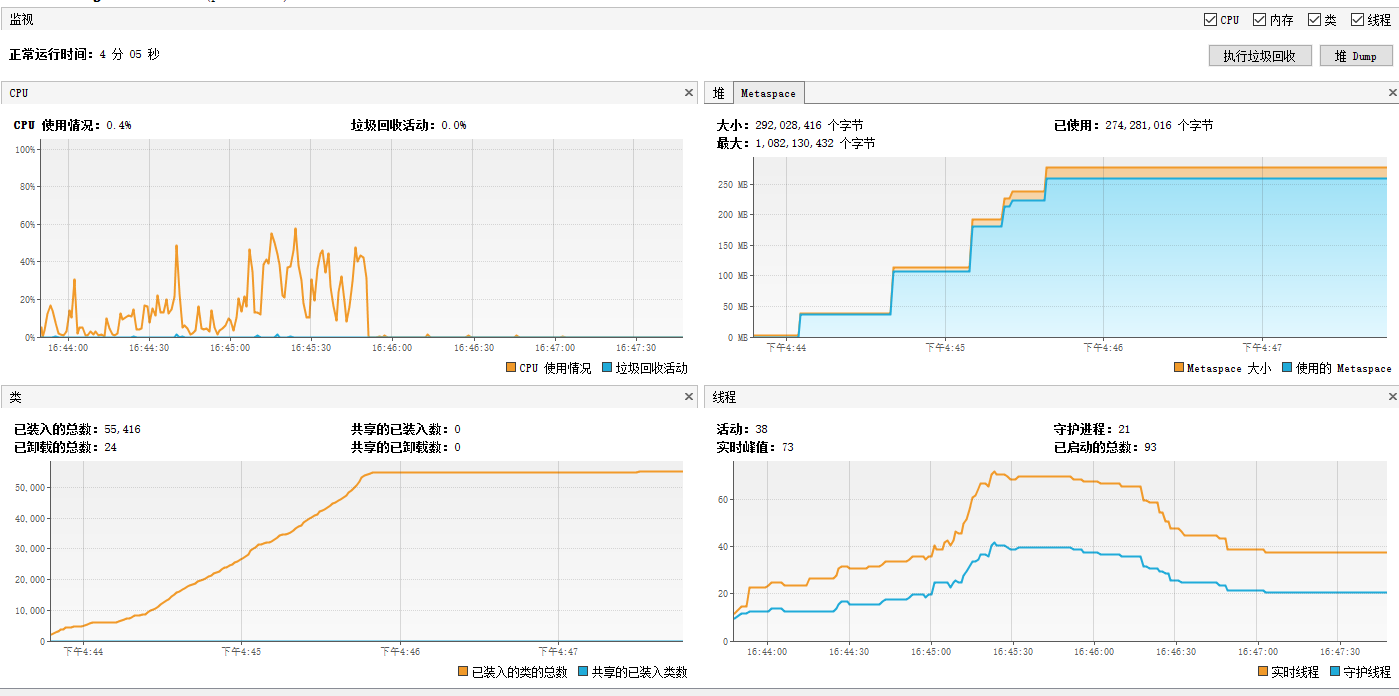 监视
CPU 内存 类 线程
正常运行时间: 4 分 05 秒
执行垃圾回收 堆 Dump
CPU
CPU 使用情况: 0.4% 垃圾回收活动: 0.0%
100%
80%
60%
40%
20%
0%
16:44:00 16:44:30 16:45:00 16:45:30 16:46:00 16:46:30 16:47:00 16:47:30
CPU 使用情况 垃圾回收活动
堆 Metaspace
大小: 292,028,416 个字节 已使用: 274,281,016 个字节
最大: 1,082,130,432 个字节
250 MB
200 MB
150 MB
100 MB
50 MB
0 MB
下午4:44 下午4:45 下午4:46 下午4:47
Metaspace 大小 使用的 Metaspace
类
已装入的总数: 55,416 共享的已装入数: 0
已卸载的总数: 24 共享的已卸载数: 0
50,000
40,000
30,000
20,000
10,000
0
下午4:44 下午4:45 下午4:46 下午4:47
已装入的类的总数 共享的已装入类数
线程
活动: 38 守护进程: 21
实时峰值: 73 已启动的总数: 93
60
40
20
0
16:44:00 16:44:30 16:45:00 16:45:30 16:46:00 16:46:30 16:47:00 16:47:30
实时线程 守护线程